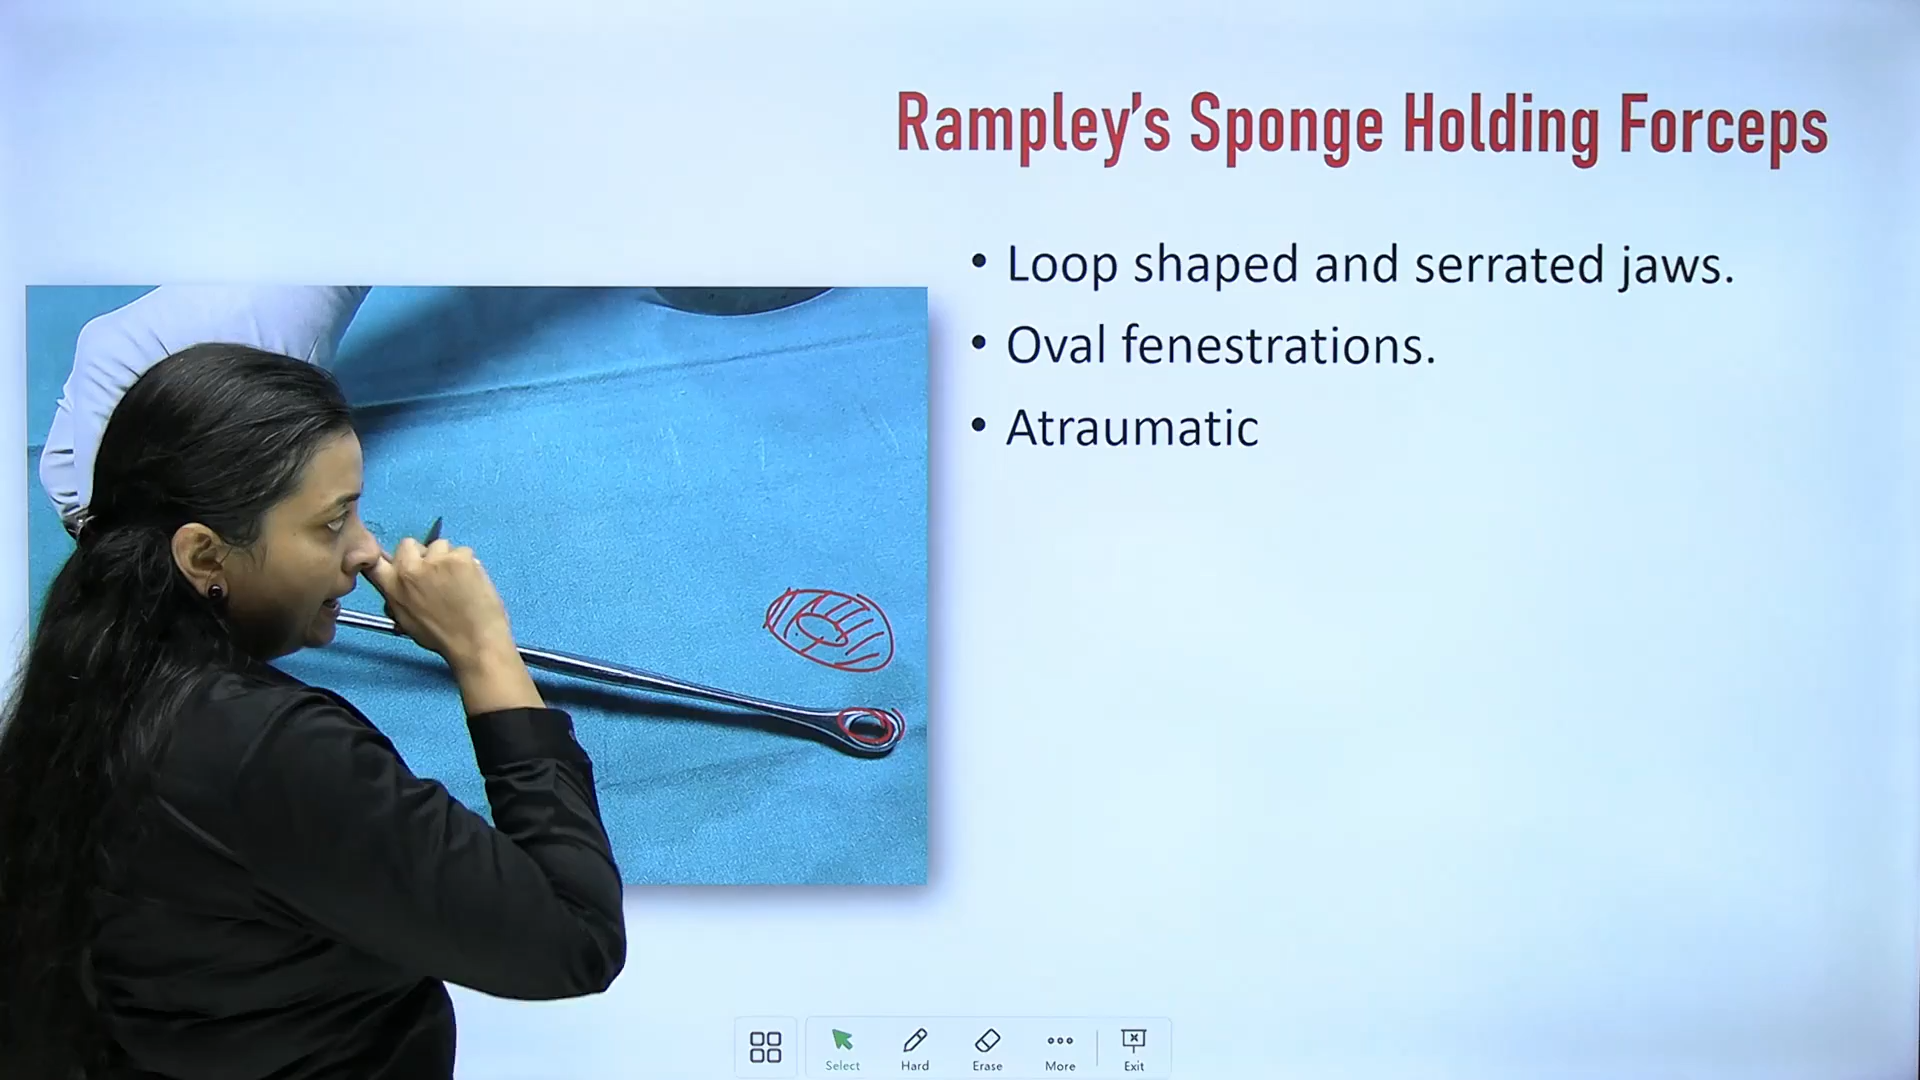 Rampley's Sponge Holding Forceps
• Loop shaped and serrated jaws.
• Oval fenestrations.
• Atraumatic
Select
Hard
Erase
More
Exit